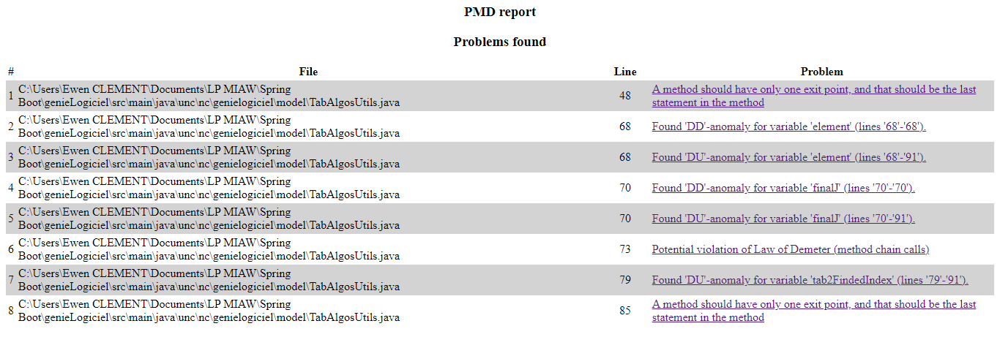 PMD report
Problems found
# File Line Problem
1 C:\Users\Ewen CLEMENT\Documents\LP MIAW\Spring Boot\genieLogiciel\src\main\java\unc\nc\genielogiciel\model\TabAlgosUtils.java 48 A method should have only one exit point, and that should be the last statement in the method
2 C:\Users\Ewen CLEMENT\Documents\LP MIAW\Spring Boot\genieLogiciel\src\main\java\unc\nc\genielogiciel\model\TabAlgosUtils.java 68 Found 'DD'-anomaly for variable 'element' (lines '68'-'68').
3 C:\Users\Ewen CLEMENT\Documents\LP MIAW\Spring Boot\genieLogiciel\src\main\java\unc\nc\genielogiciel\model\TabAlgosUtils.java 68 Found 'DU'-anomaly for variable 'element' (lines '68'-'91').
4 C:\Users\Ewen CLEMENT\Documents\LP MIAW\Spring Boot\genieLogiciel\src\main\java\unc\nc\genielogiciel\model\TabAlgosUtils.java 70 Found 'DD'-anomaly for variable 'finalJ' (lines '70'-'70').
5 C:\Users\Ewen CLEMENT\Documents\LP MIAW\Spring Boot\genieLogiciel\src\main\java\unc\nc\genielogiciel\model\TabAlgosUtils.java 70 Found 'DU'-anomaly for variable 'finalJ' (lines '70'-'91').
6 C:\Users\Ewen CLEMENT\Documents\LP MIAW\Spring Boot\genieLogiciel\src\main\java\unc\nc\genielogiciel\model\TabAlgosUtils.java 73 Potential violation of Law of Demeter (method chain calls)
7 C:\Users\Ewen CLEMENT\Documents\LP MIAW\Spring Boot\genieLogiciel\src\main\java\unc\nc\genielogiciel\model\TabAlgosUtils.java 79 Found 'DU'-anomaly for variable 'tab2FindedIndex' (lines '79'-'91').
8 C:\Users\Ewen CLEMENT\Documents\LP MIAW\Spring Boot\genieLogiciel\src\main\java\unc\nc\genielogiciel\model\TabAlgosUtils.java 85 A method should have only one exit point, and that should be the last statement in the method